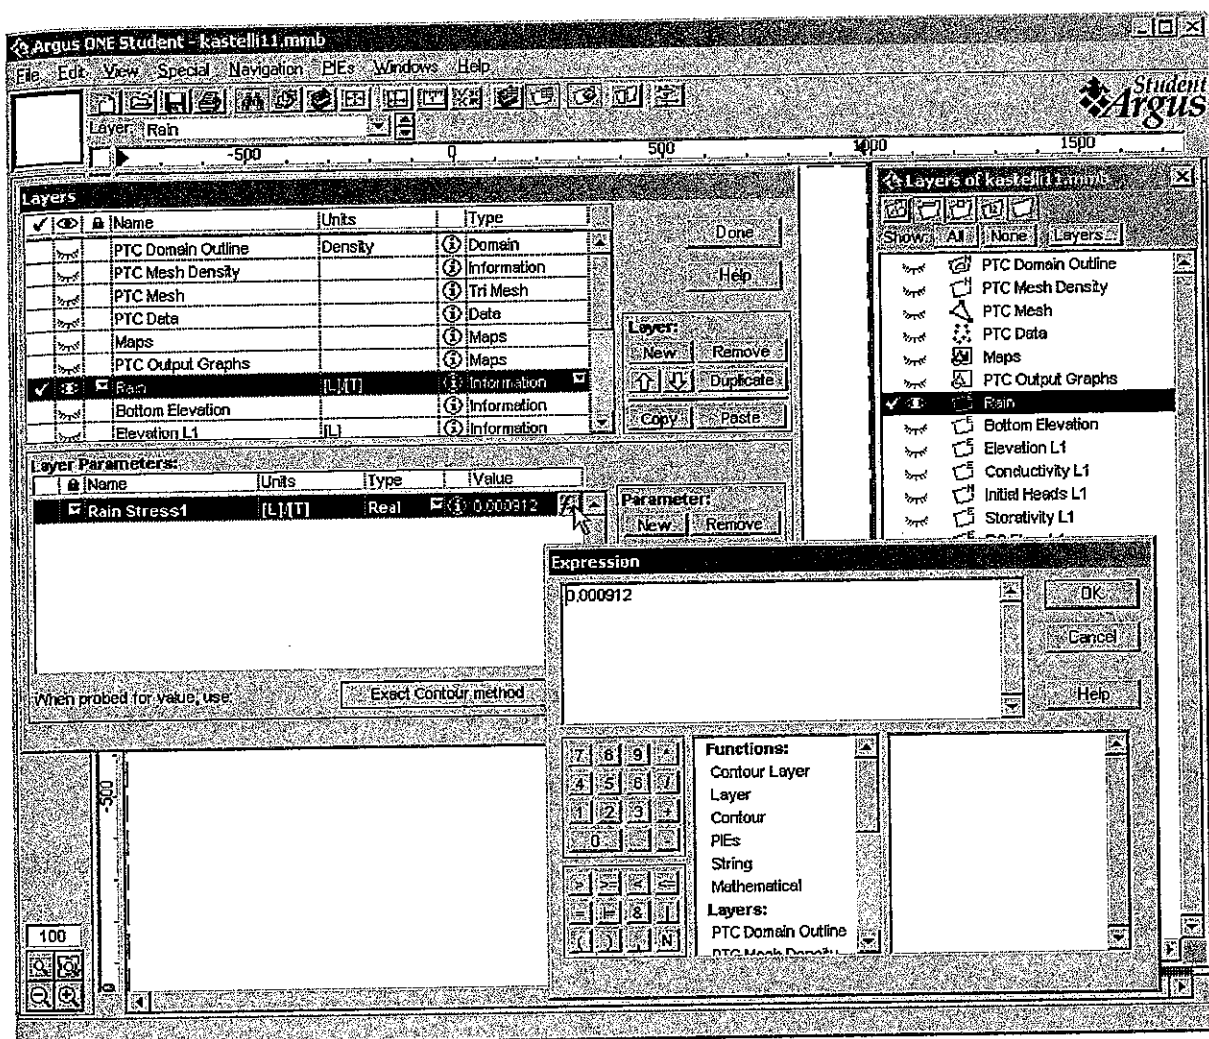 Argus ONE Student - kastelli11.mmb
File Edit View Special Navigation PIEs Windows Help
Student
Argus
Layer: Rain
-500 0 500 1000 1500
Layers
Name Units Type
PTC Domain Outline Density Domain
PTC Mesh Density Information
PTC Mesh Tri Mesh
PTC Data Data
Maps Maps
PTC Output Graphs Maps
Rain [L]/[T] Information
Bottom Elevation Information
Elevation L1 [L] Information
Done
Help
Layer:
New Remove
Duplicate
Copy Paste
Layer Parameters:
Name Units Type Value
Rain Stress1 [L]/[T] Real 0,000912
Parameter:
New Remove
When probed for value, use: Exact Contour method
Layers of kastelli11.mmb
Show: All None Layers...
PTC Domain Outline
PTC Mesh Density
PTC Mesh
PTC Data
Maps
PTC Output Graphs
Rain
Bottom Elevation
Elevation L1
Conductivity L1
Initial Heads L1
Storativity L1
Expression
0,000912
OK
Cancel
Help
7 8 9 *
4 5 6 /
1 2 3 +
0
> >= < <=
= != & |
( ) , N
Functions:
Contour Layer
Layer
Contour
PIEs
String
Mathematical
Layers:
PTC Domain Outline
PTC Mesh Density
-500
0
100